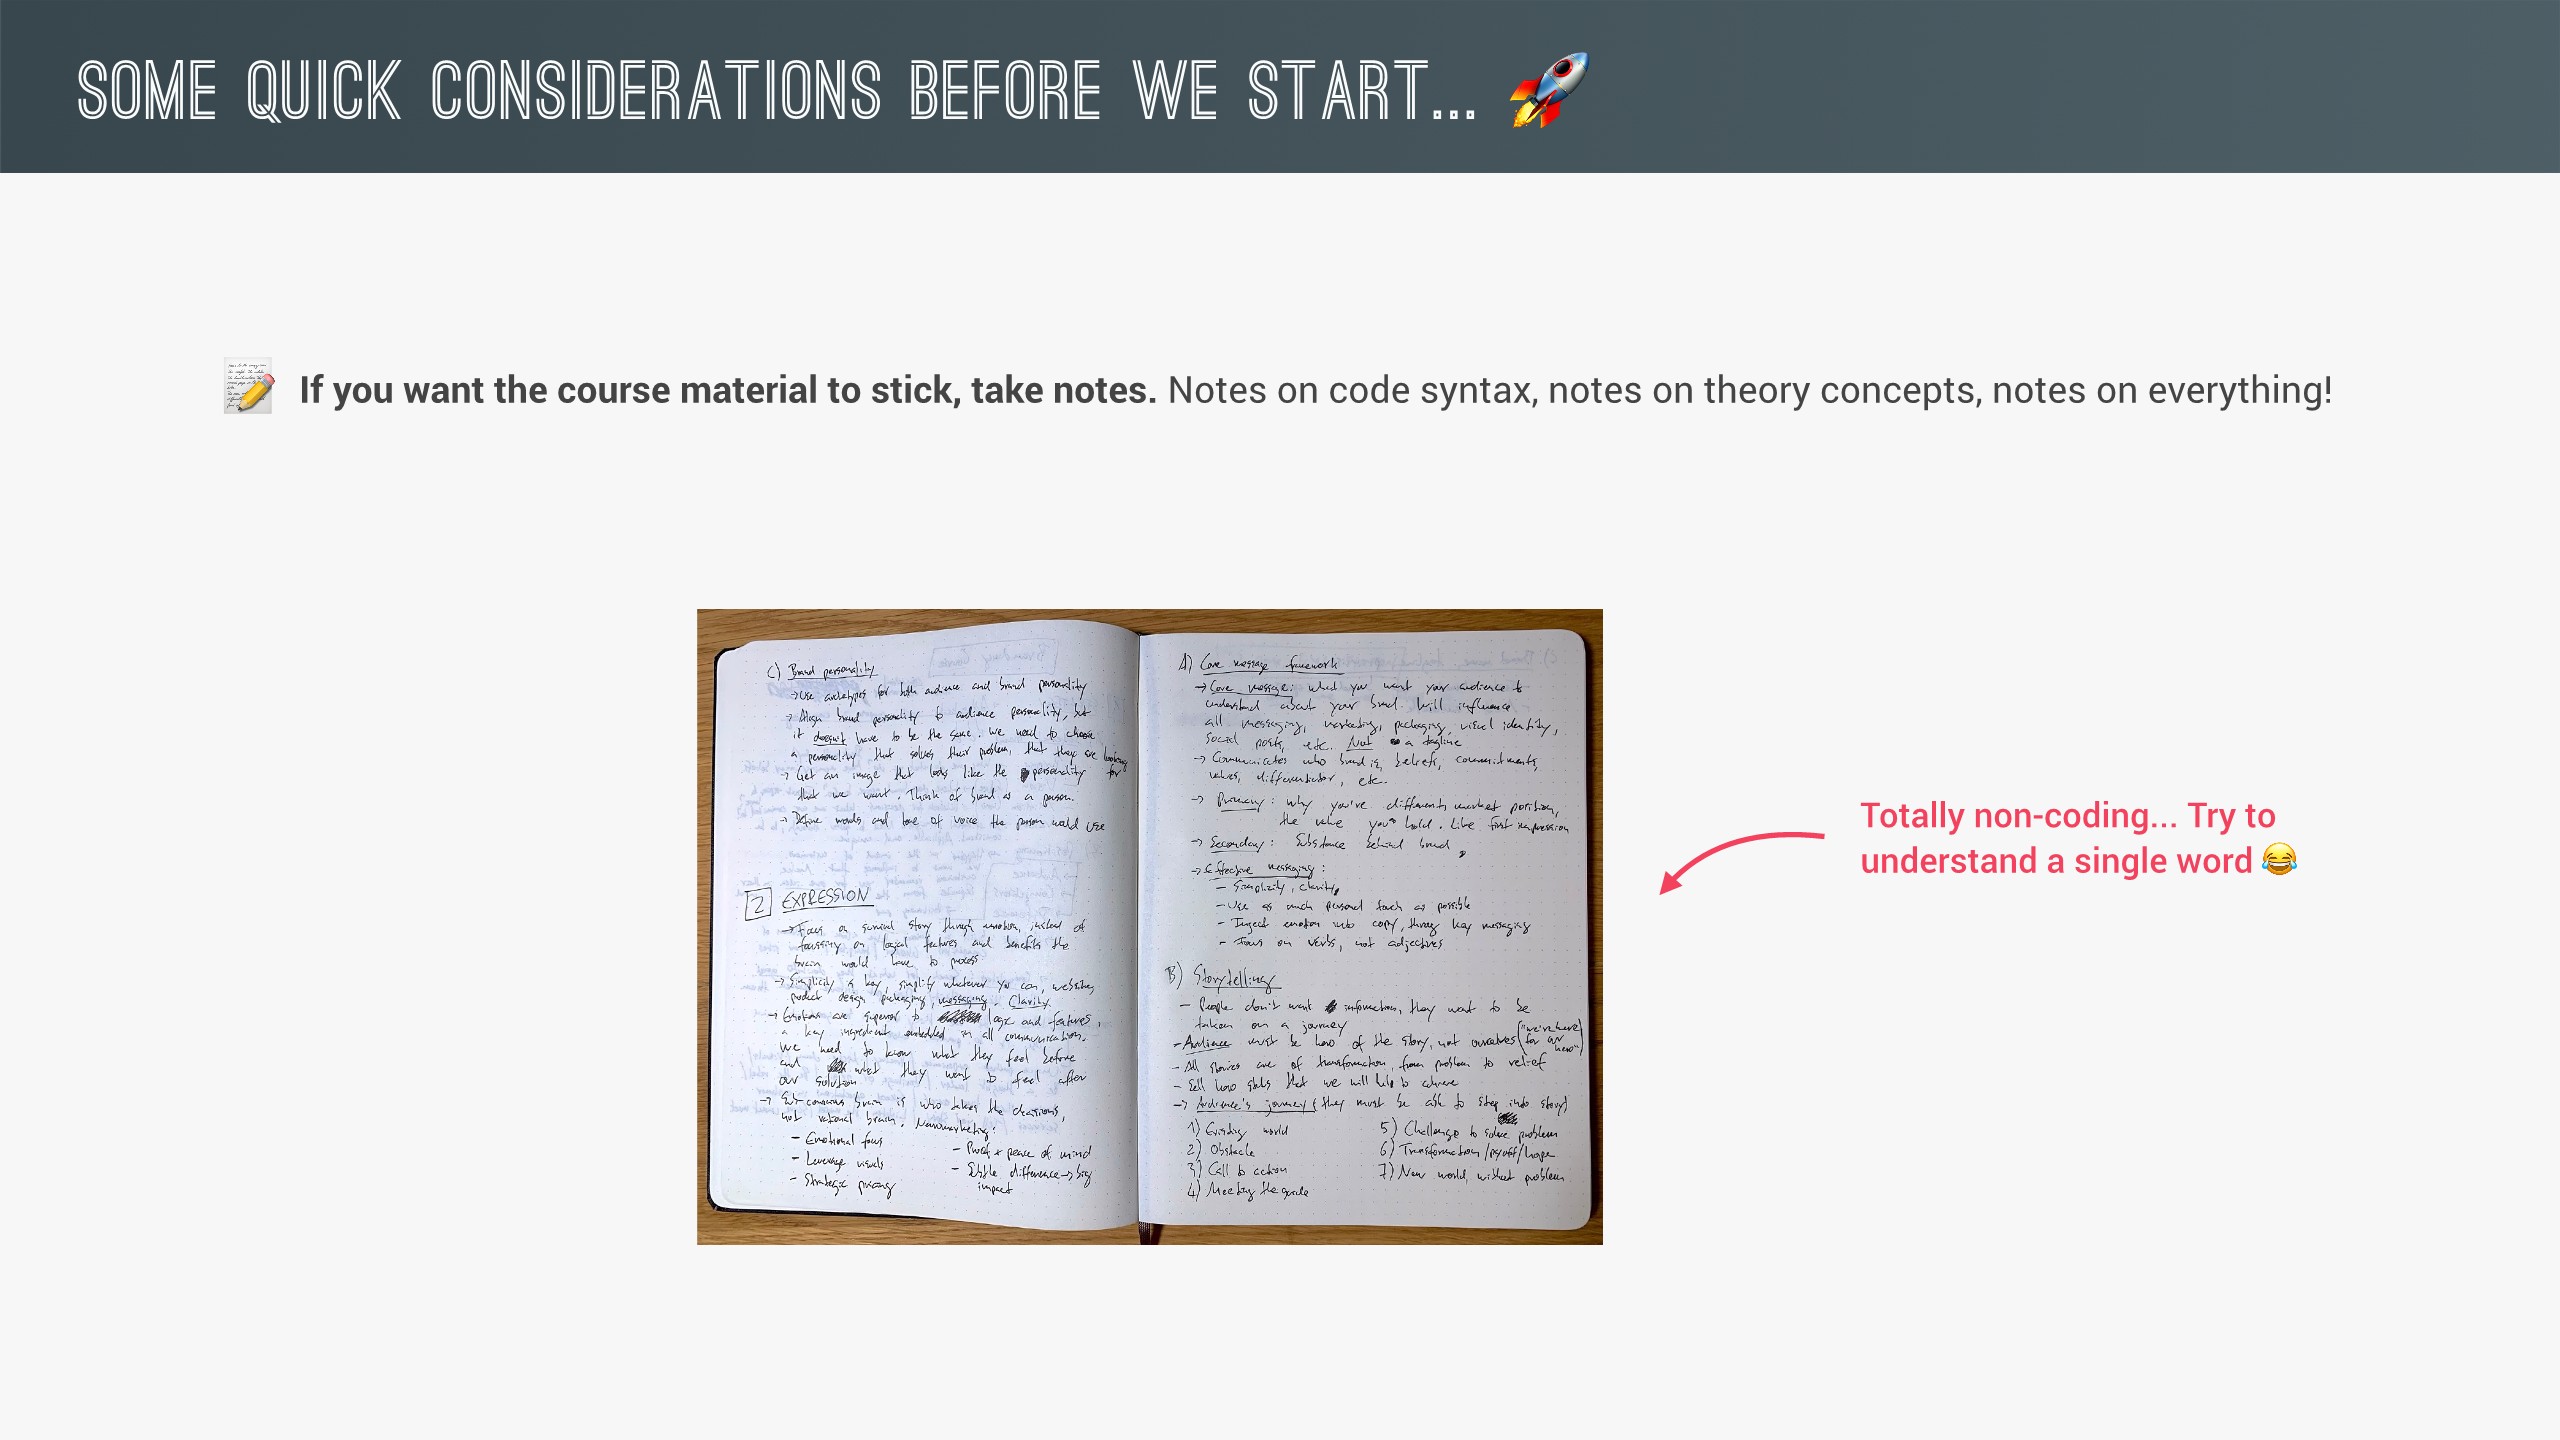 SOME QUICK CONSIDERATIONS BEFORE WE START... 🚀
📝 If you want the course material to stick, take notes. Notes on code syntax, notes on theory concepts, notes on everything!
C) Brand personality
→ Use archetypes for both audience and brand personality
→ Align brand personality to audience personality, but
it doesn't have to be the same. We need to choose
a personality that solves their problem, that they are looking
→ Get an image that looks like the personality for
that we want. Think of brand as a person.
→ Define words and tone of voice the person would use
2 EXPRESSION
→ Focus on survival story through emotion, instead of
focussing on logical features and benefits the
brain would have to process
→ Simplicity is key, simplify whatever you can, website,
product design, packaging, messaging. Clarity.
→ Emotions are superior to logic and features,
a key ingredient embedded in all communication.
We need to know what they feel before
and what they want to feel after
our solution
→ Sub-conscious brain is who takes the decisions,
not rational brain. Neuromarketing:
- Emotional focus
- Leverage visuals
- Strategic pricing
- Proof + peace of mind
- Subtle difference → big
impact
A) Core message framework
→ Core message: what you want your audience to
understand about your brand. Will influence
all messaging, marketing, packaging, visual identity,
social posts, etc. Not a tagline
→ Communicates who brand is, beliefs, commitments,
values, differentiator, etc.
→ Primary: why you're different, market position,
the value you hold. Like first impression
→ Secondary: Substance behind brand
→ Effective messaging:
- Simplicity, clarity
- Use as much personal touch as possible
- Inject emotion into copy, through key messaging
- Focus on verbs, not adjectives
B) Storytelling
- People don't want information, they want to be
taken on a journey
- Audience must be hero of the story, not ourselves ("we're here for our hero")
- All stories are of transformation, from problem to relief
- Sell how goals that we will help to achieve
→ Audience's journey (they must be able to step into story)
1) Existing world
2) Obstacle
3) Call to action
4) Meeting the guide
5) Challenge to solve problem
6) Transformation/payoff/hope
7) New world, without problem
Totally non-coding... Try to
understand a single word 😂